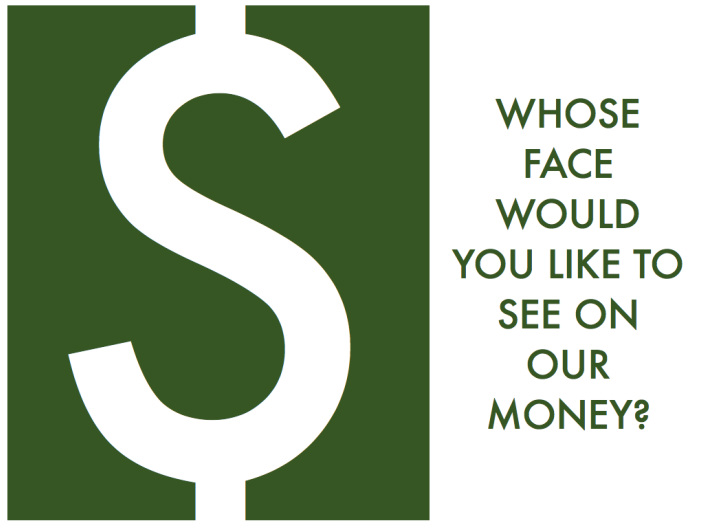 $
WHOSE
FACE
WOULD
YOU LIKE TO
SEE ON
OUR
MONEY?